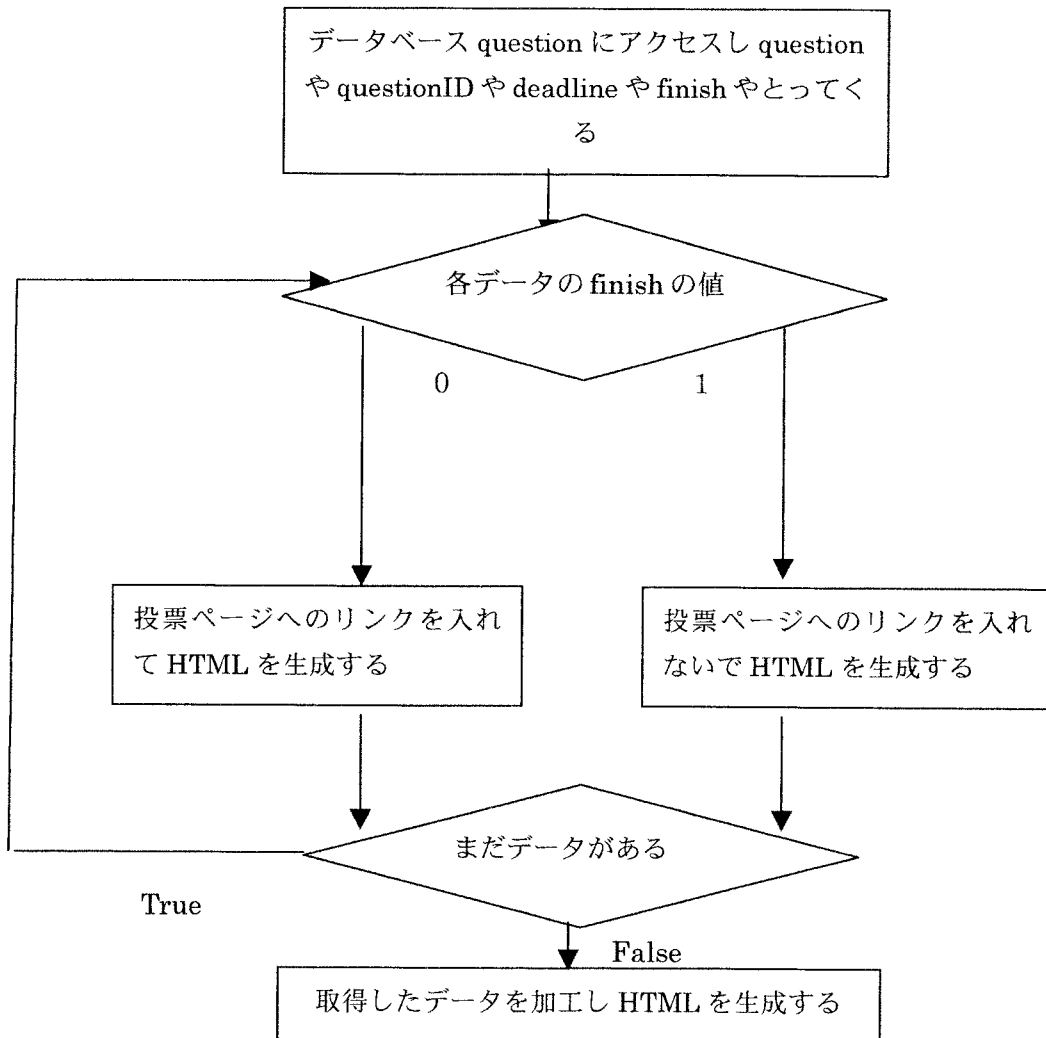 データベース question にアクセスし question
や questionID や deadline や finish やとってく
る
各データの finish の値
0
1
投票ページへのリンクを入れ
て HTML を生成する
投票ページへのリンクを入れ
ないで HTML を生成する
まだデータがある
True
False
取得したデータを加工し HTML を生成する